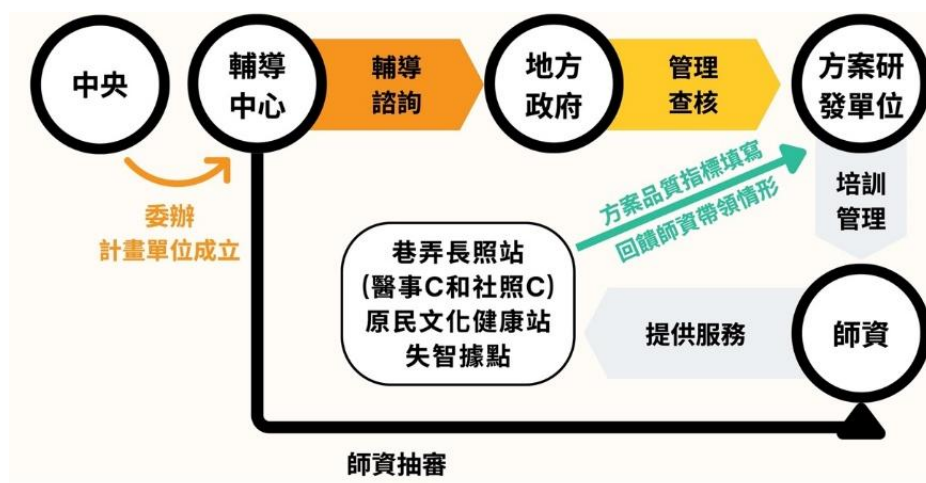 中央
輔導
中心
輔導
諮詢
地方
政府
管理
查核
方案研
發單位
委辦
計畫單位成立
方案品質指標填寫
回饋師資帶領情形
培訓
管理
巷弄長照站
(醫事C和社照C)
原民文化健康站
失智據點
提供服務
師資
師資抽審